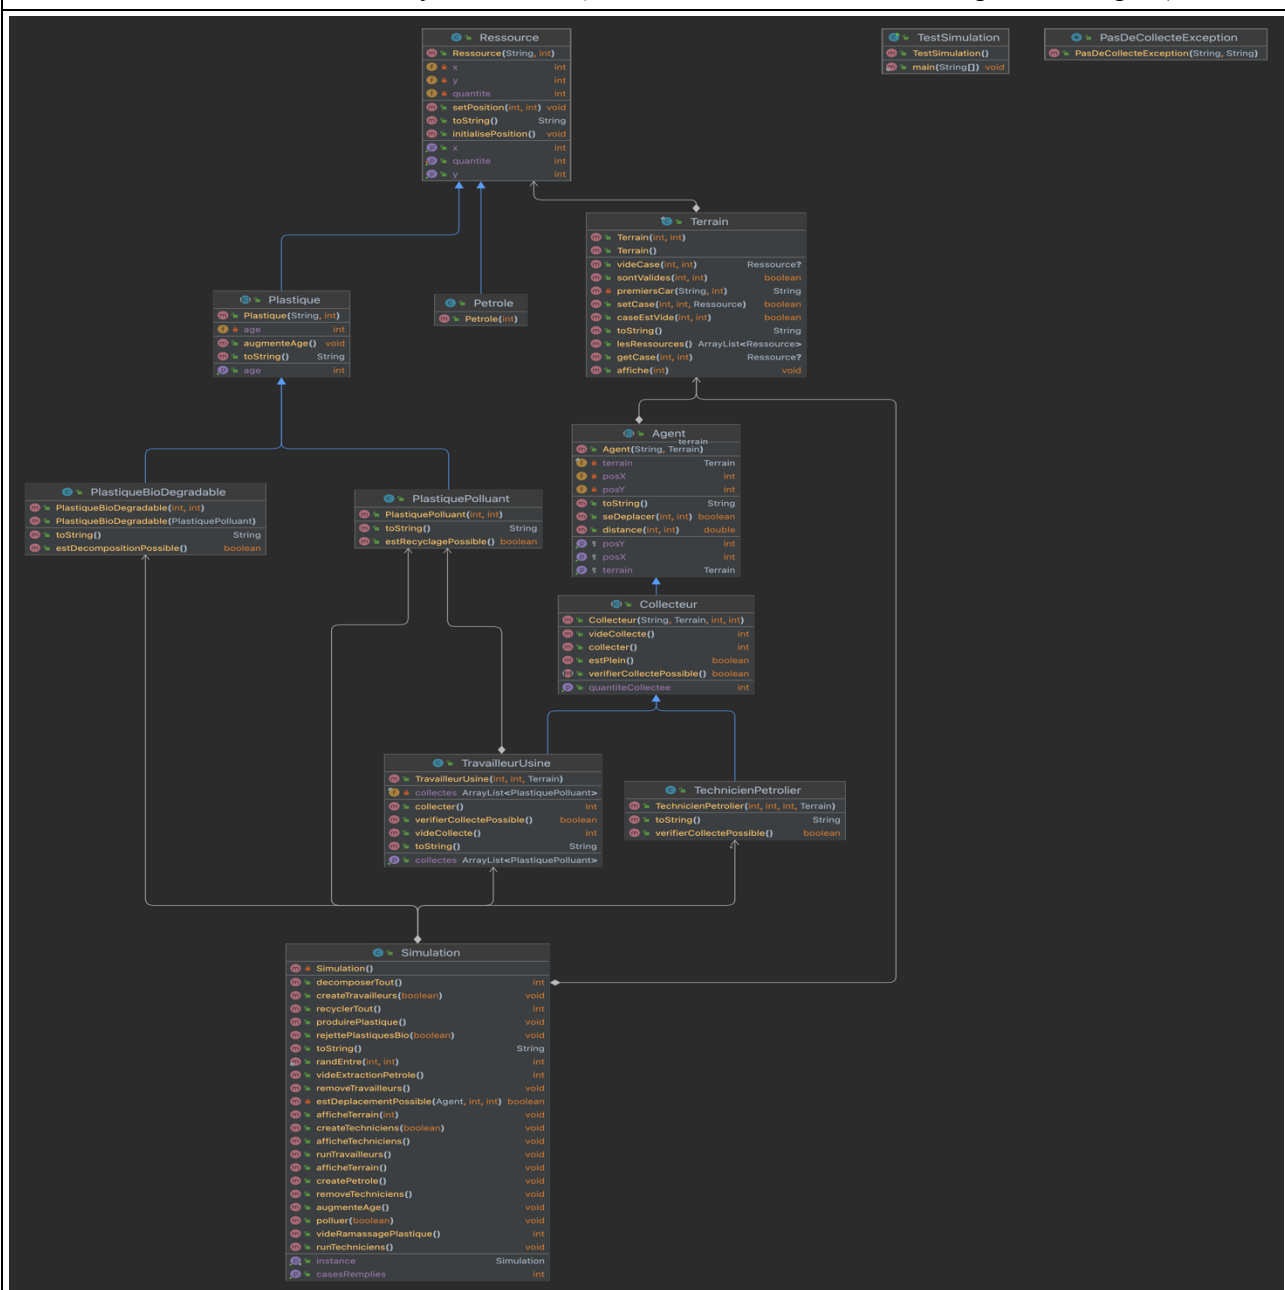 Ressource
Ressource(String, int)
x int
y int
quantite int
setPosition(int, int) void
toString() String
initialisePosition() void
x int
quantite int
y int
TestSimulation
TestSimulation()
main(String[]) void
PasDeCollecteException
PasDeCollecteException(String, String)
Terrain
Terrain(int, int)
Terrain()
videCase(int, int) Ressource?
sontValides(int, int) boolean
premiersCar(String, int) String
setCase(int, int, Ressource) boolean
caseEstVide(int, int) boolean
toString() String
lesRessources() ArrayList<Ressource>
getCase(int, int) Ressource?
affiche(int) void
Plastique
Plastique(String, int)
age int
augmenteAge() void
toString() String
age int
Petrole
Petrole(int)
Agent
terrain
Agent(String, Terrain)
terrain Terrain
posX int
posY int
toString() String
seDeplacer(int, int) boolean
distance(int, int) double
posY int
posX int
terrain Terrain
PlastiqueBioDegradable
PlastiqueBioDegradable(int, int)
PlastiqueBioDegradable(PlastiquePolluant)
toString() String
estDecompositionPossible() boolean
PlastiquePolluant
PlastiquePolluant(int, int)
toString() String
estRecyclagePossible() boolean
Collecteur
Collecteur(String, Terrain, int, int)
videCollecte() int
collecter() int
estPlein() boolean
verifierCollectePossible() boolean
quantiteCollectee int
TravailleurUsine
TravailleurUsine(int, int, Terrain)
collectes ArrayList<PlastiquePolluant>
collecter() int
verifierCollectePossible() boolean
videCollecte() int
toString() String
collectes ArrayList<PlastiquePolluant>
TechnicienPetrolier
TechnicienPetrolier(int, int, int, Terrain)
toString() String
verifierCollectePossible() boolean
Simulation
Simulation()
decomposerTout() int
createTravailleurs(boolean) void
recyclerTout() int
produirePlastique() void
rejettePlastiquesBio(boolean) void
toString() String
randEntre(int, int) int
videExtractionPetrole() int
removeTravailleurs() void
estDeplacementPossible(Agent, int, int) boolean
afficheTerrain(int) void
createTechniciens(boolean) void
afficheTechniciens() void
runTravailleurs() void
afficheTerrain() void
createPetrole() void
removeTechniciens() void
augmenteAge() void
polluer(boolean) void
videRamassagePlastique() int
runTechniciens() void
instance Simulation
casesRemplies int